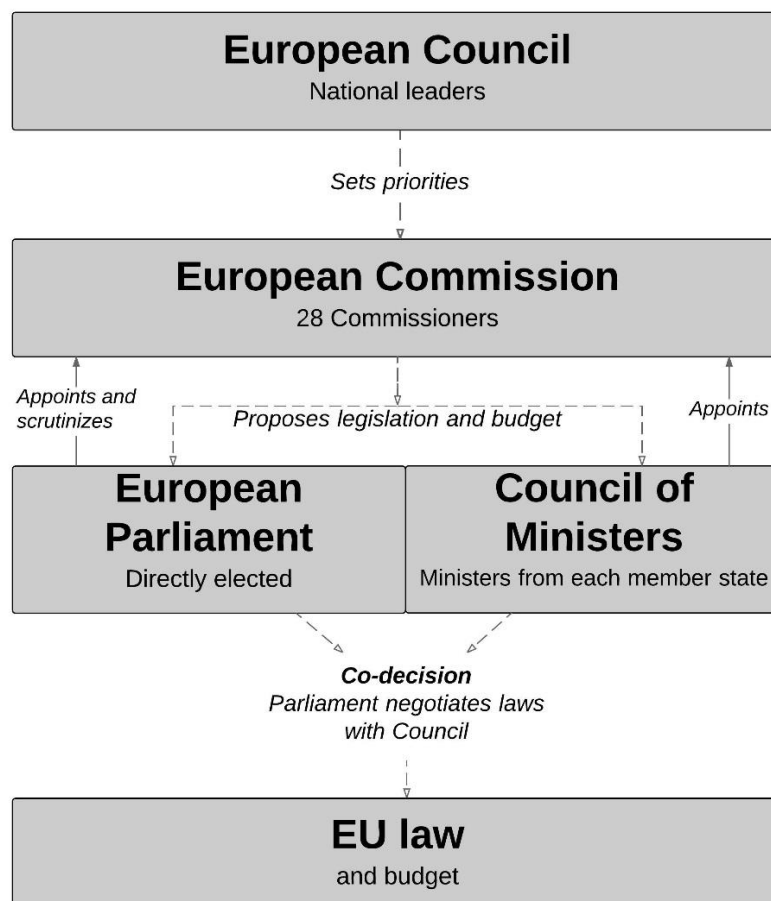 European Council
National leaders
Sets priorities
European Commission
28 Commissioners
Appoints and
scrutinizes
Proposes legislation and budget
Appoints
European
Parliament
Directly elected
Council of
Ministers
Ministers from each member state
Co-decision
Parliament negotiates laws
with Council
EU law
and budget